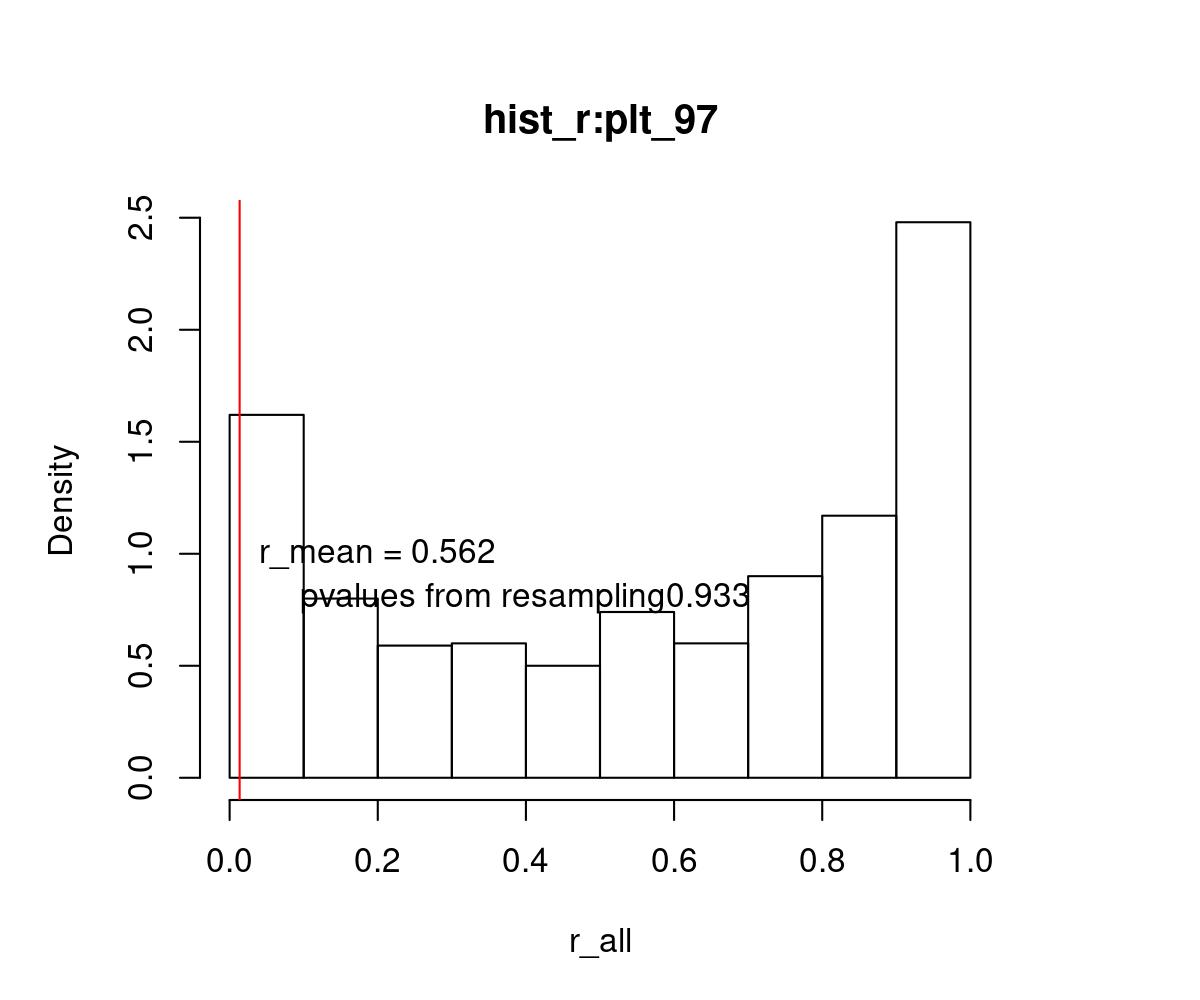 hist_r:plt_97
2.5
2.0
1.5
1.0
0.5
0.0
Density
r_mean = 0.562
pvalues from resampling0.933
0.0 0.2 0.4 0.6 0.8 1.0
r_all